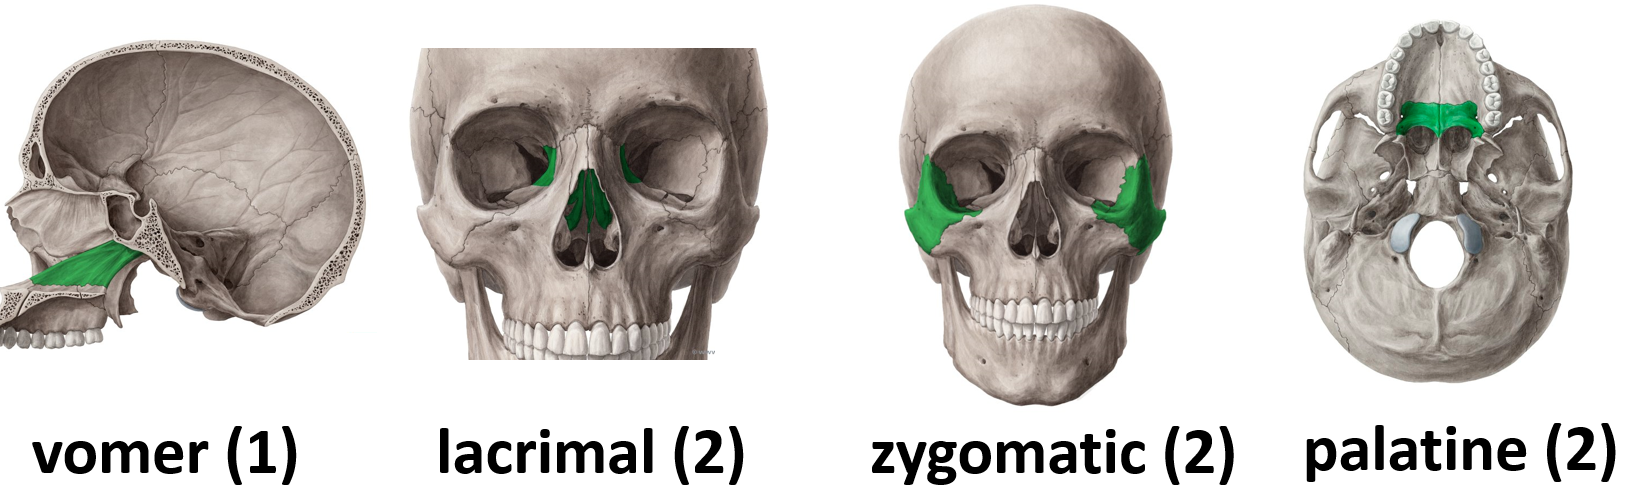 vomer (1)
lacrimal (2)
zygomatic (2)
palatine (2)